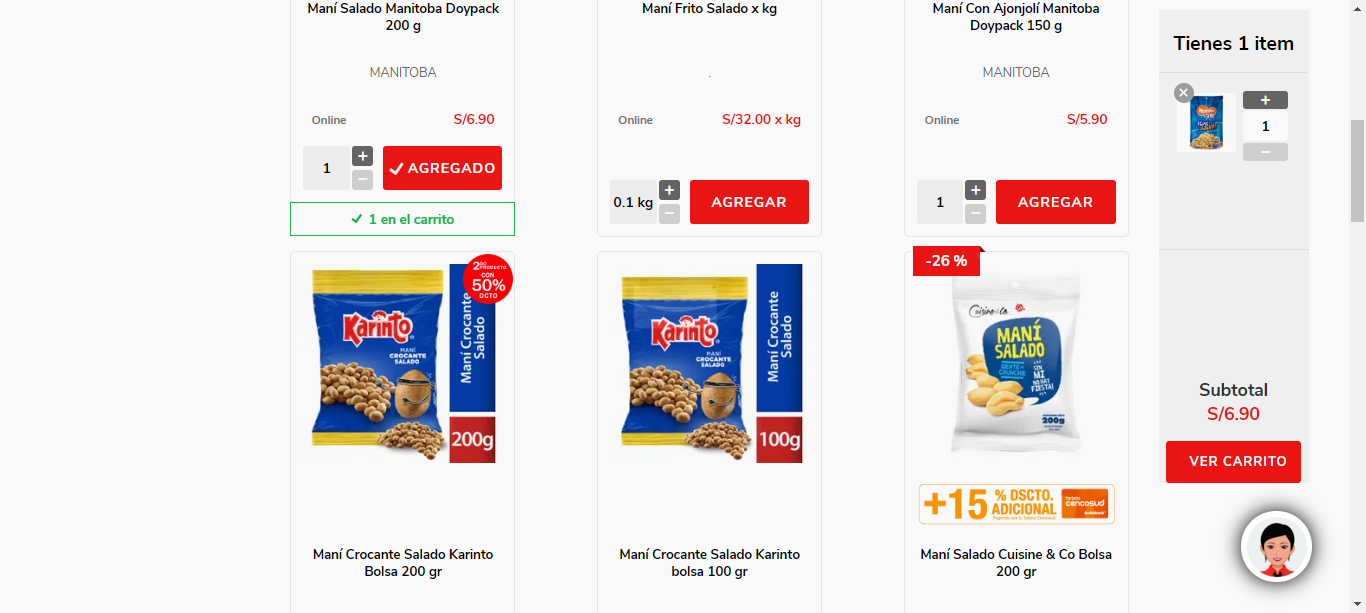 Maní Salado Manitoba Doypack
200 g
MANITOBA
Online
S/6.90
1
+
−
AGREGADO
1 en el carrito
Maní Frito Salado x kg
.
Online
S/32.00 x kg
0.1 kg
+
−
AGREGAR
Maní Con Ajonjolí Manitoba
Doypack 150 g
MANITOBA
Online
S/5.90
1
+
−
AGREGAR
2DO PRODUCTO
CON
50%
DCTO
Karinto
MANÍ
CROCANTE
SALADO
Maní Crocante
Salado
200g
Maní Crocante Salado Karinto
Bolsa 200 gr
Karinto
MANÍ
CROCANTE
SALADO
Maní Crocante
Salado
100g
Maní Crocante Salado Karinto
bolsa 100 gr
-26 %
Cuisine & Co
MANÍ
SALADO
SIN
MÍ
NO HAY
FIESTA!
200g
+15 % DSCTO.
ADICIONAL
cencosud
Maní Salado Cuisine & Co Bolsa
200 gr
Tienes 1 item
+
1
−
Subtotal
S/6.90
VER CARRITO